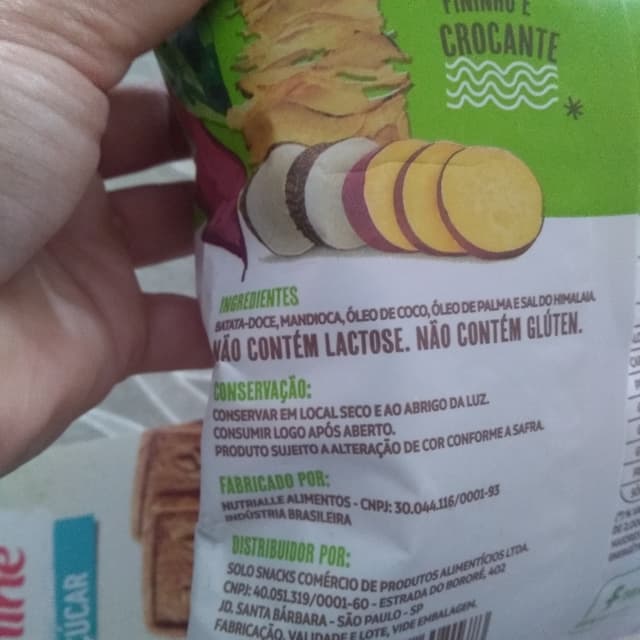 FININHO E
CROCANTE
INGREDIENTES
BATATA-DOCE, MANDIOCA, ÓLEO DE COCO, ÓLEO DE PALMA E SAL DO HIMALAIA.
NÃO CONTÉM LACTOSE. NÃO CONTÉM GLÚTEN.
CONSERVAÇÃO:
CONSERVAR EM LOCAL SECO E AO ABRIGO DA LUZ.
CONSUMIR LOGO APÓS ABERTO.
PRODUTO SUJEITO A ALTERAÇÃO DE COR CONFORME A SAFRA.
FABRICADO POR:
NUTRIALLE ALIMENTOS - CNPJ: 30.044.116/0001-93
INDÚSTRIA BRASILEIRA
DISTRIBUIDOR POR:
SOLO SNACKS COMÉRCIO DE PRODUTOS ALIMENTÍCIOS LTDA.
CNPJ: 40.051.319/0001-60 - ESTRADA DO BORORÉ, 402
JD. SANTA BÁRBARA - SÃO PAULO - SP
FABRICAÇÃO, VALIDADE E LOTE, VIDE EMBALAGEM.